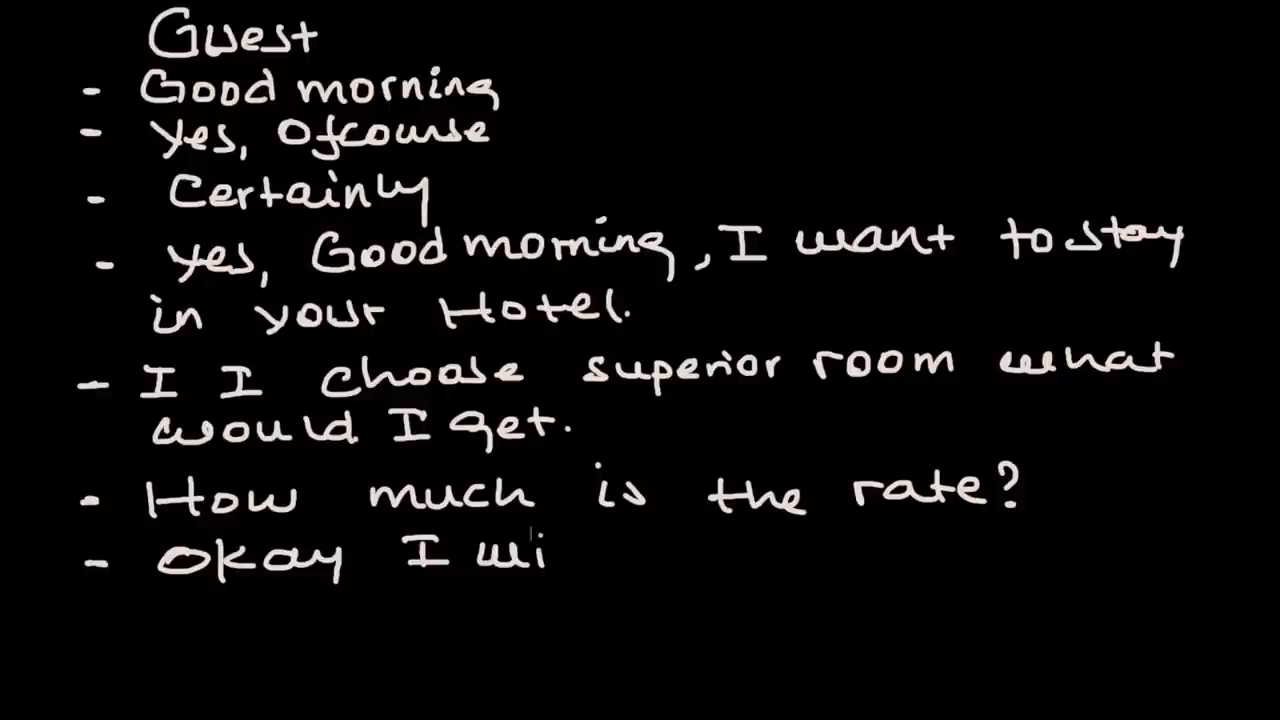 Guest
- Good morning
- Yes, Ofcourse
- Certainly
- yes, Good morning, I want to stay
in your Hotel.
- I I choose superior room what
would I get.
- How much is the rate?
- Okay I wi